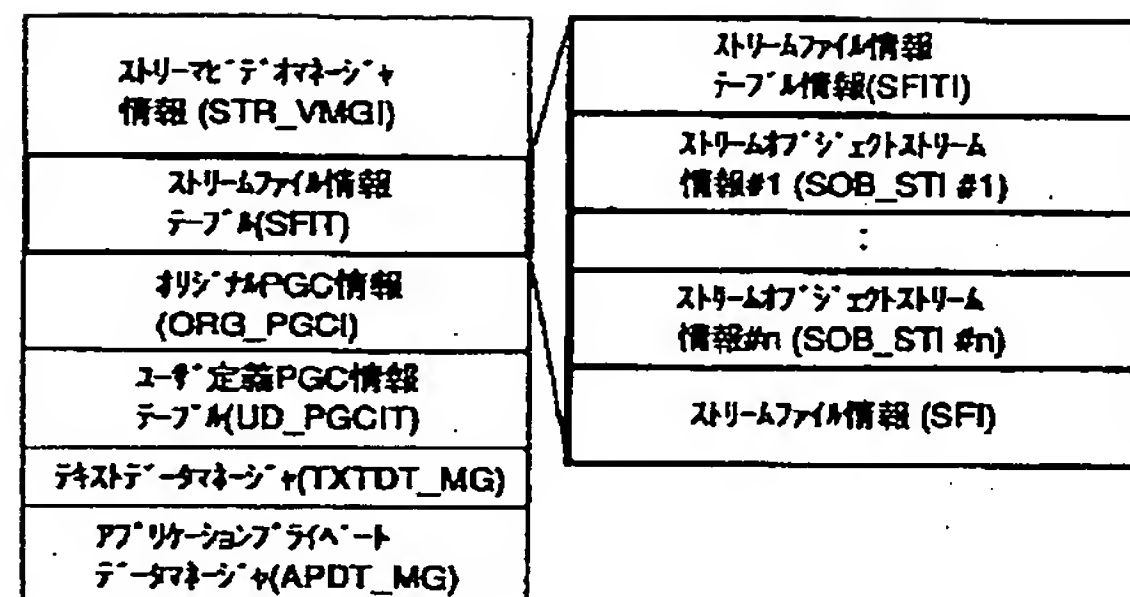 ストリーマビデオマネージャ
情報 (STR_VMGI)
ストリームファイル情報
テーブル(SFIT)
オリジナルPGC情報
(ORG_PGCI)
ユーザ定義PGC情報
テーブル(UD_PGCIT)
テキストデータマネージャ(TXTDT_MG)
アプリケーションプライベート
データマネージャ(APDT_MG)
ストリームファイル情報
テーブル情報(SFITI)
ストリームオブジェクトストリーム
情報#1 (SOB_STI #1)
:
ストリームオブジェクトストリーム
情報#n (SOB_STI #n)
ストリームファイル情報 (SFI)